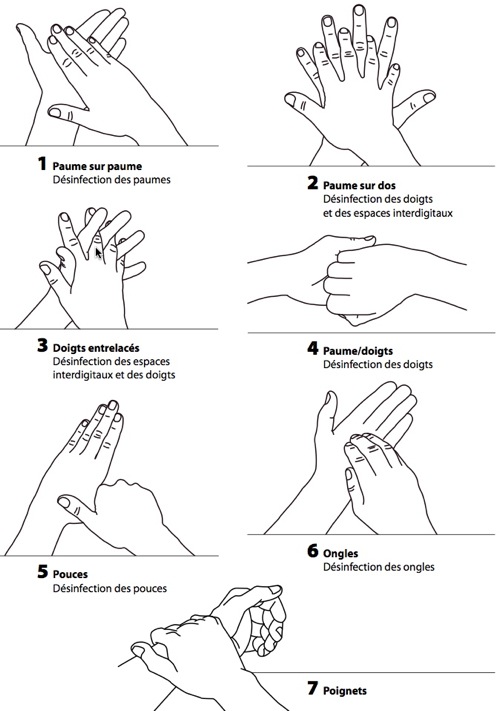 1 Paume sur paume
Désinfection des paumes
2 Paume sur dos
Désinfection des doigts
et des espaces interdigitaux
3 Doigts entrelacés
Désinfection des espaces
interdigitaux et des doigts
4 Paume/doigts
Désinfection des doigts
5 Pouces
Désinfection des pouces
6 Ongles
Désinfection des ongles
7 Poignets